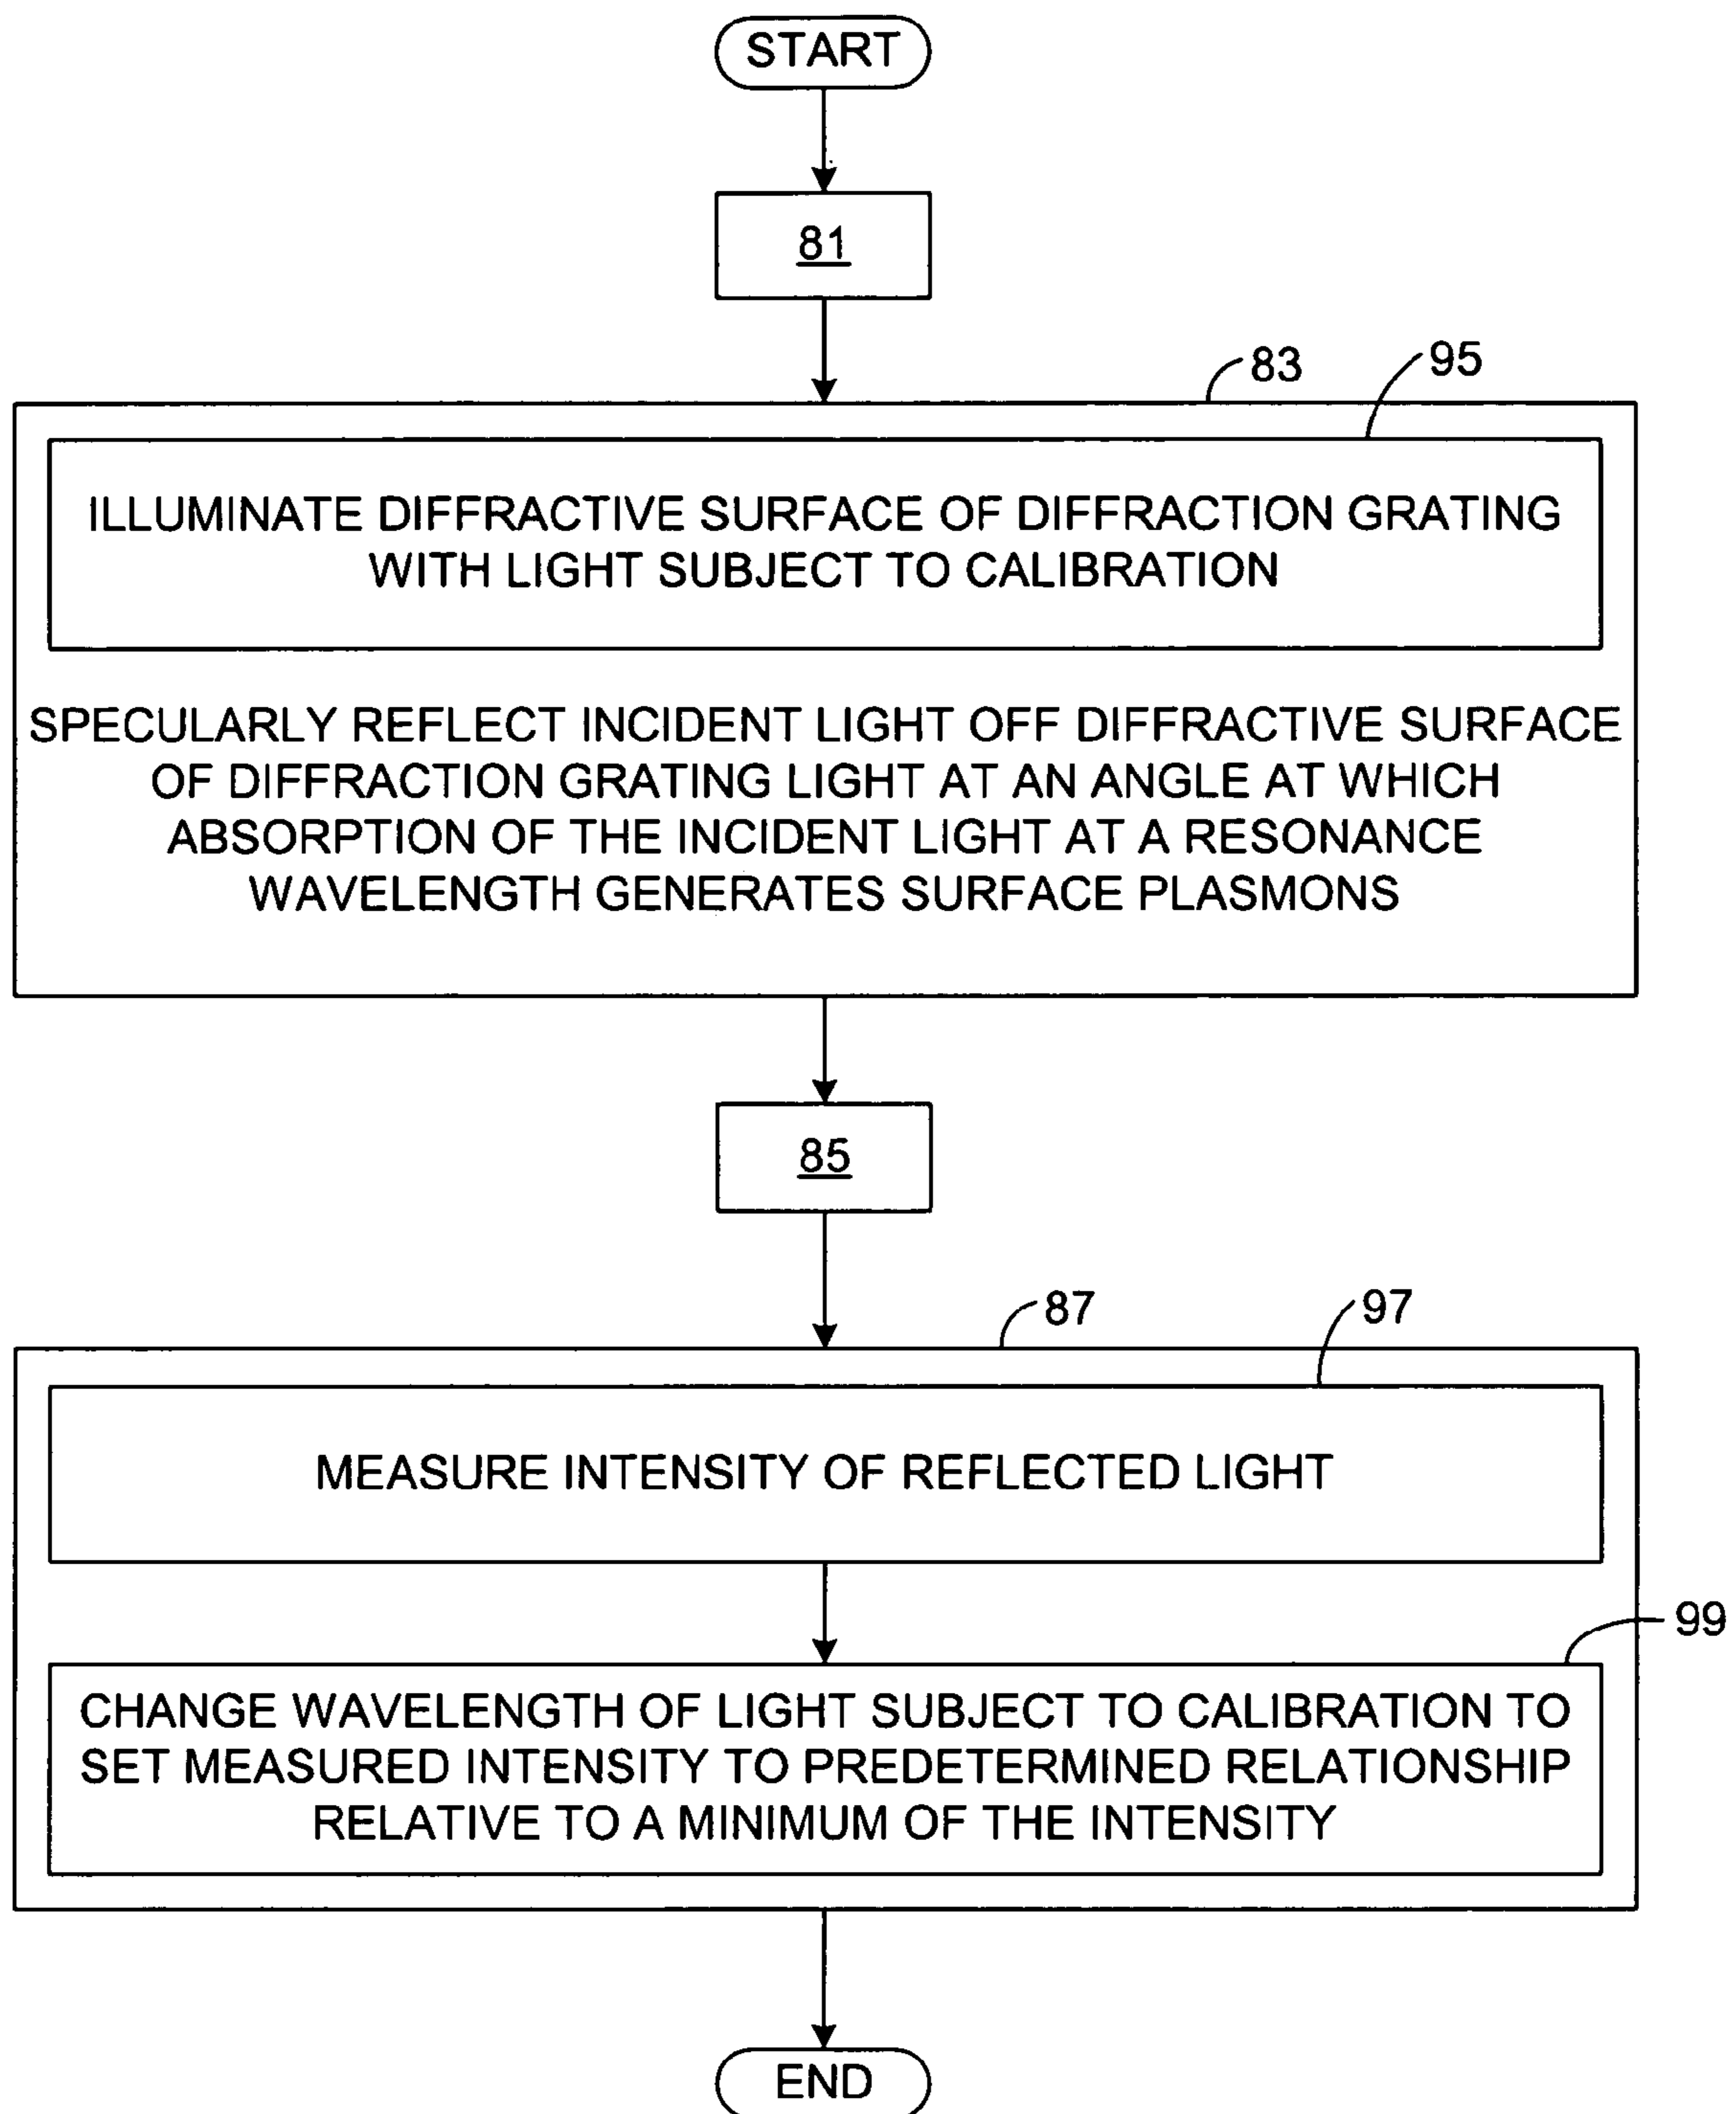 START
81
83
95
ILLUMINATE DIFFRACTIVE SURFACE OF DIFFRACTION GRATING
WITH LIGHT SUBJECT TO CALIBRATION
SPECULARLY REFLECT INCIDENT LIGHT OFF DIFFRACTIVE SURFACE
OF DIFFRACTION GRATING LIGHT AT AN ANGLE AT WHICH
ABSORPTION OF THE INCIDENT LIGHT AT A RESONANCE
WAVELENGTH GENERATES SURFACE PLASMONS
85
87
97
MEASURE INTENSITY OF REFLECTED LIGHT
99
CHANGE WAVELENGTH OF LIGHT SUBJECT TO CALIBRATION TO
SET MEASURED INTENSITY TO PREDETERMINED RELATIONSHIP
RELATIVE TO A MINIMUM OF THE INTENSITY
END